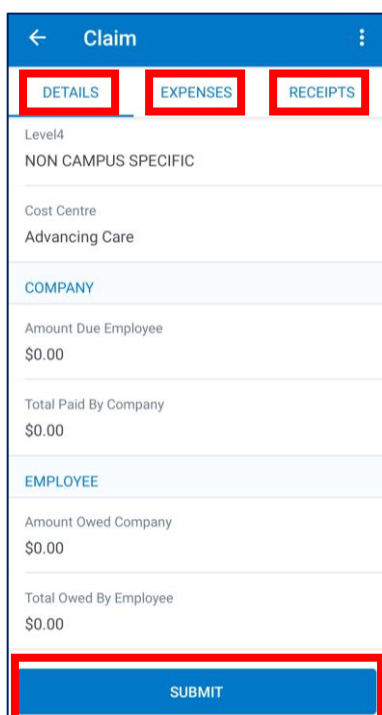 Claim
DETAILS EXPENSES RECEIPTS
Level4
NON CAMPUS SPECIFIC
Cost Centre
Advancing Care
COMPANY
Amount Due Employee
$0.00
Total Paid By Company
$0.00
EMPLOYEE
Amount Owed Company
$0.00
Total Owed By Employee
$0.00
SUBMIT